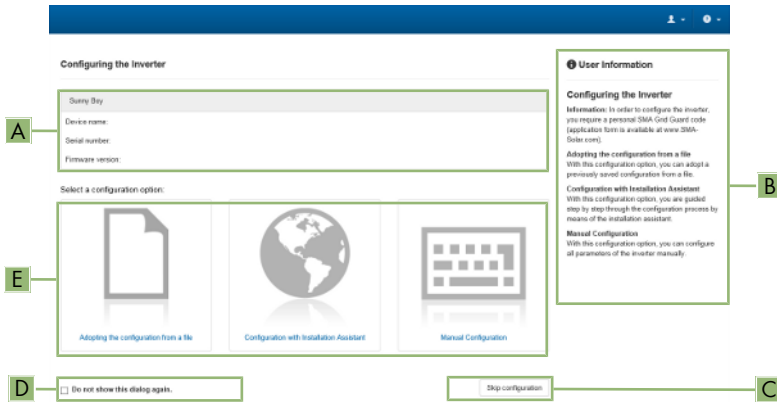 Configuring the Inverter
A
Sunny Boy
Device name:
Serial number:
Firmware version:
Select a configuration option:
E
Adopting the configuration from a file
Configuration with Installation Assistant
Manual Configuration
D
Do not show this dialog again.
Skip configuration
C
User Information
Configuring the Inverter
Information: In order to configure the inverter,
you require a personal SMA Grid Guard code
(application form is available at www.SMA-
Solar.com).
Adopting the configuration from a file
With this configuration option, you can adopt a
previously saved configuration from a file.
Configuration with Installation Assistant
With this configuration option, you are guided
step by step through the configuration process by
means of the installation assistant.
Manual Configuration
With this configuration option, you can configure
all parameters of the inverter manually.
B